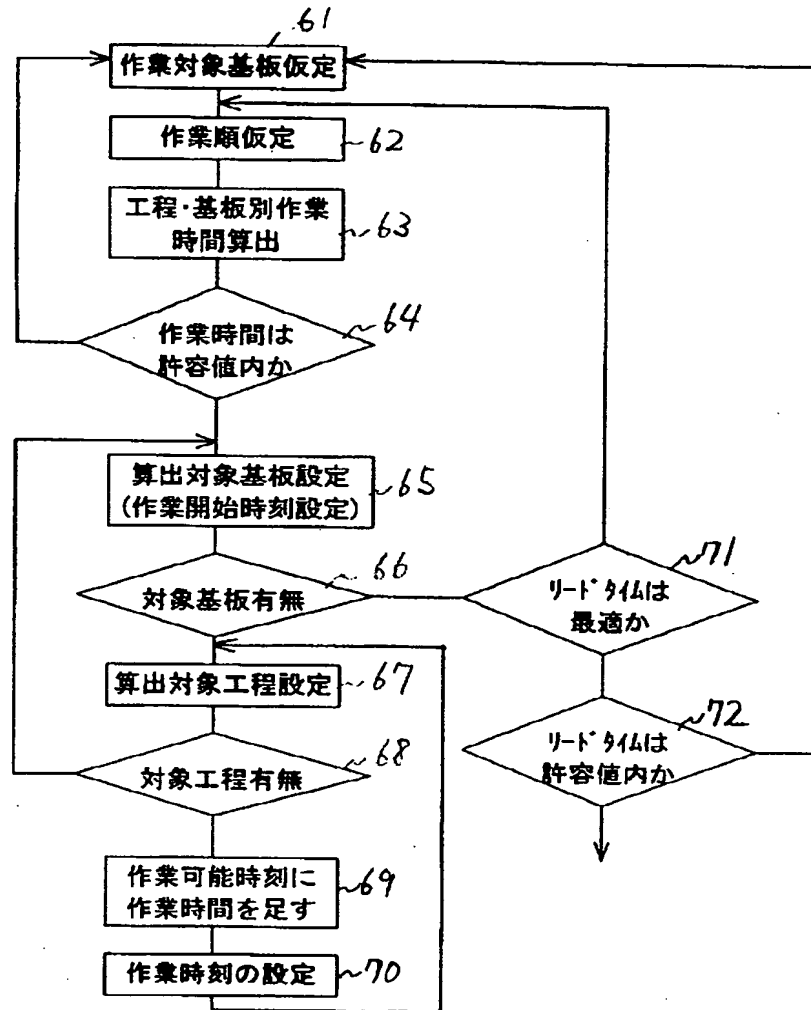 61
作業対象基板仮定
作業順仮定
62
工程・基板別作業
時間算出
63
作業時間は
許容値内か
64
算出対象基板設定
(作業開始時刻設定)
65
対象基板有無
66
リードタイムは
最適か
71
算出対象工程設定
67
リードタイムは
許容値内か
72
対象工程有無
68
作業可能時刻に
作業時間を足す
69
作業時刻の設定
70